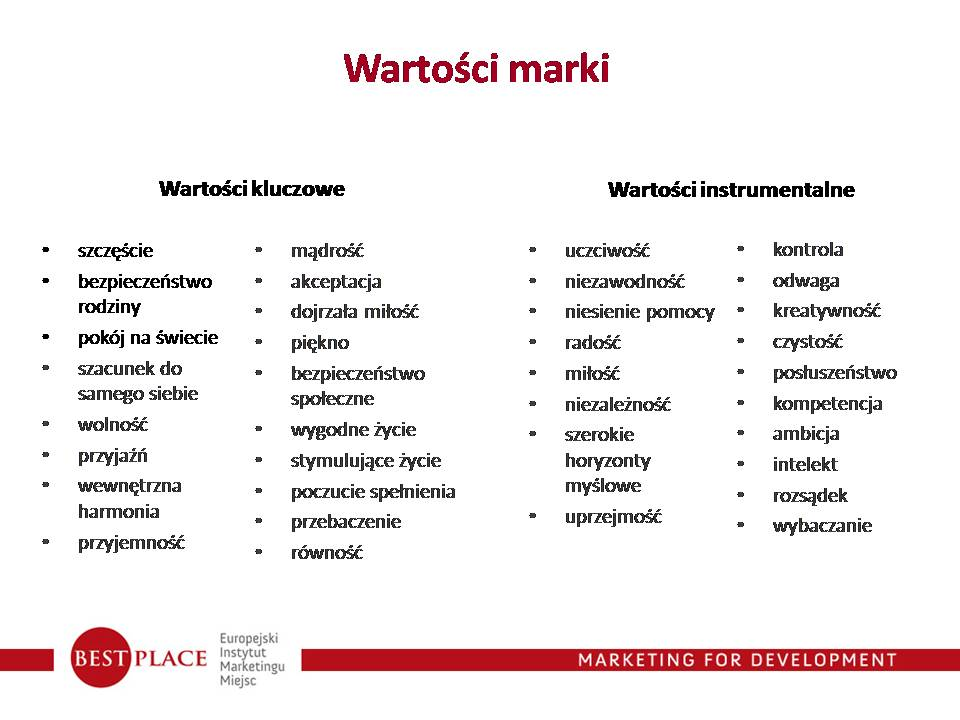 Wartości marki
Wartości kluczowe
• szczęście
• bezpieczeństwo
rodziny
• pokój na świecie
• szacunek do
samego siebie
• wolność
• przyjaźń
• wewnętrzna
harmonia
• przyjemność
• mądrość
• akceptacja
• dojrzała miłość
• piękno
• bezpieczeństwo
społeczne
• wygodne życie
• stymulujące życie
• poczucie spełnienia
• przebaczenie
• równość
Wartości instrumentalne
• uczciwość
• niezawodność
• niesienie pomocy
• radość
• miłość
• niezależność
• szerokie
horyzonty
myślowe
• uprzejmość
• kontrola
• odwaga
• kreatywność
• czystość
• posłuszeństwo
• kompetencja
• ambicja
• intelekt
• rozsądek
• wybaczanie
BEST PLACE
Europejski
Instytut
Marketingu
Miejsc
MARKETING FOR DEVELOPMENT